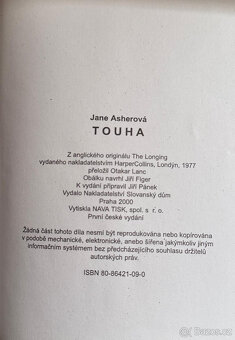 Jane Asherová
TOUHA
Z anglického originálu The Longing
vydaného nakladatelstvím HarperCollins, Londýn, 1977
přeložil Otakar Lanc
Obálku navrhl Jiří Figer
K vydání připravil Jiří Pánek
Vydalo Nakladatelství Slovanský dům
Praha 2000
Vytiskla NAVA TISK, spol. s r. o.
První české vydání
Žádná část tohoto díla nesmí být reprodukována nebo kopírována
v podobě mechanické, elektronické, anebo šířena jakýmkoliv jiným
informačním systémem bez předchozího souhlasu držitelů
autorských práv.
ISBN 80-86421-09-0
Bazoš.cz